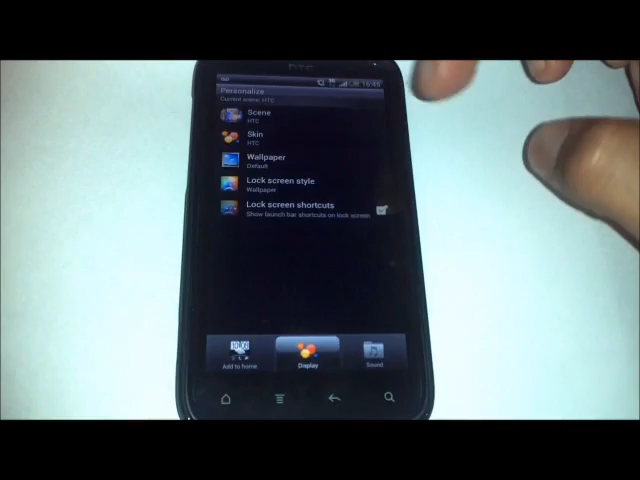 hTC
Personalize
Current scene: HTC
Scene
HTC
Skin
HTC
Wallpaper
Default
Lock screen style
Wallpaper
Lock screen shortcuts
Show launch bar shortcuts on lock screen
Add to home
Display
Sound